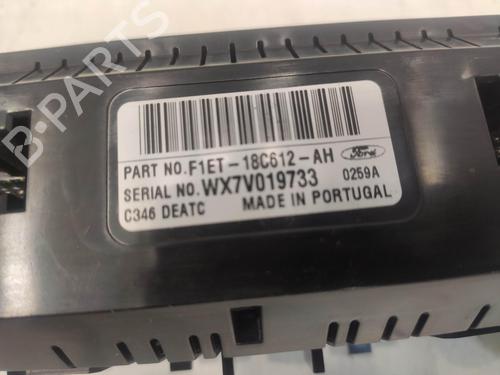 B-PARTS
PART NO. F1ET-18C612-AH Ford
SERIAL NO. WX7V019733 0259A
C346 DEATC MADE IN PORTUGAL